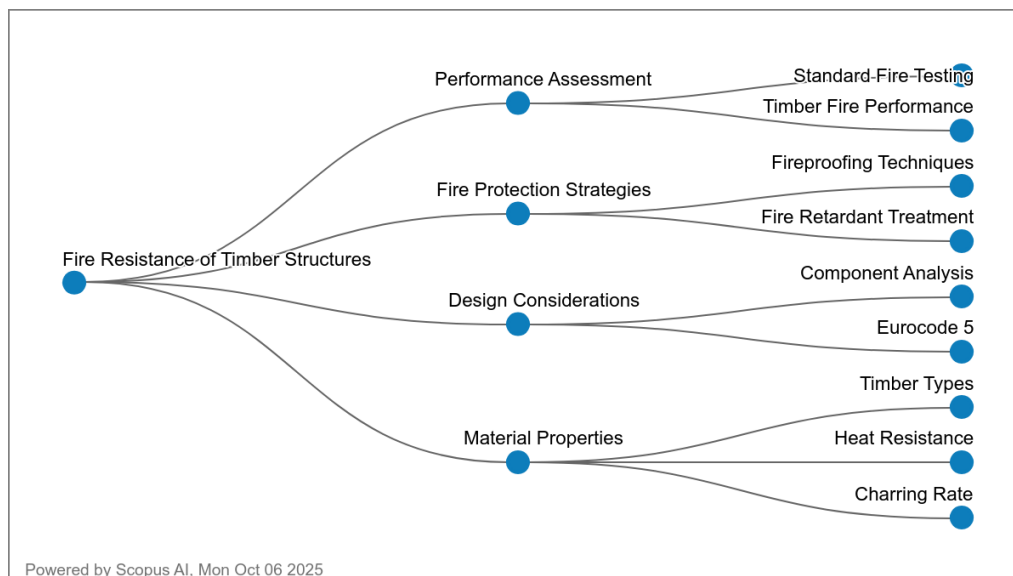 Fire Resistance of Timber Structures
Performance Assessment
Standard Fire Testing
Timber Fire Performance
Fire Protection Strategies
Fireproofing Techniques
Fire Retardant Treatment
Design Considerations
Component Analysis
Eurocode 5
Material Properties
Timber Types
Heat Resistance
Charring Rate
Powered by Scopus AI, Mon Oct 06 2025